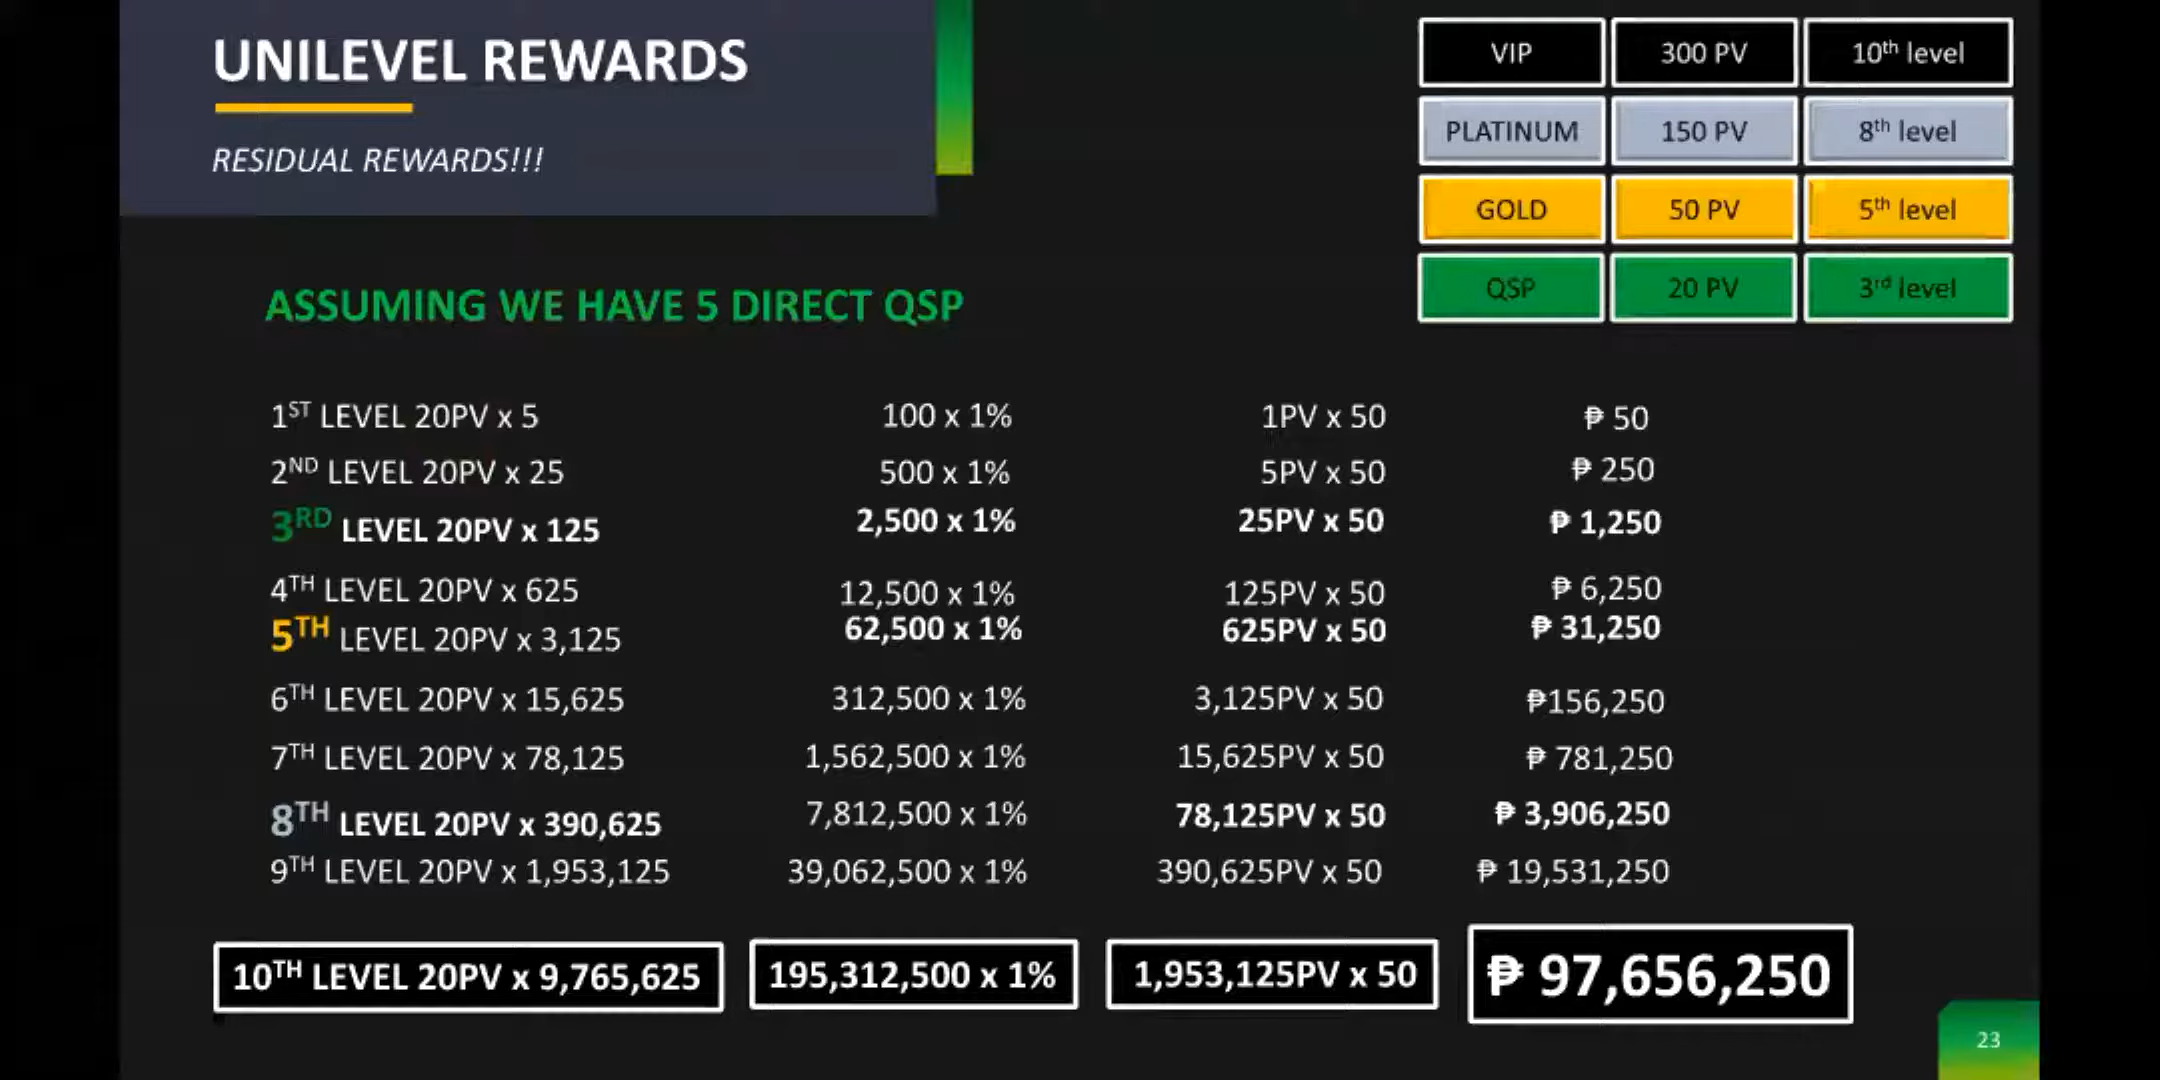 UNILEVEL REWARDS
RESIDUAL REWARDS!!!
VIP 300 PV 10th level
PLATINUM 150 PV 8th level
GOLD 50 PV 5th level
QSP 20 PV 3rd level
ASSUMING WE HAVE 5 DIRECT QSP
1ST LEVEL 20PV x 5 100 x 1% 1PV x 50 ₱ 50
2ND LEVEL 20PV x 25 500 x 1% 5PV x 50 ₱ 250
3RD LEVEL 20PV x 125 2,500 x 1% 25PV x 50 ₱ 1,250
4TH LEVEL 20PV x 625 12,500 x 1% 125PV x 50 ₱ 6,250
5TH LEVEL 20PV x 3,125 62,500 x 1% 625PV x 50 ₱ 31,250
6TH LEVEL 20PV x 15,625 312,500 x 1% 3,125PV x 50 ₱156,250
7TH LEVEL 20PV x 78,125 1,562,500 x 1% 15,625PV x 50 ₱ 781,250
8TH LEVEL 20PV x 390,625 7,812,500 x 1% 78,125PV x 50 ₱ 3,906,250
9TH LEVEL 20PV x 1,953,125 39,062,500 x 1% 390,625PV x 50 ₱ 19,531,250
10TH LEVEL 20PV x 9,765,625 195,312,500 x 1% 1,953,125PV x 50 ₱ 97,656,250
23